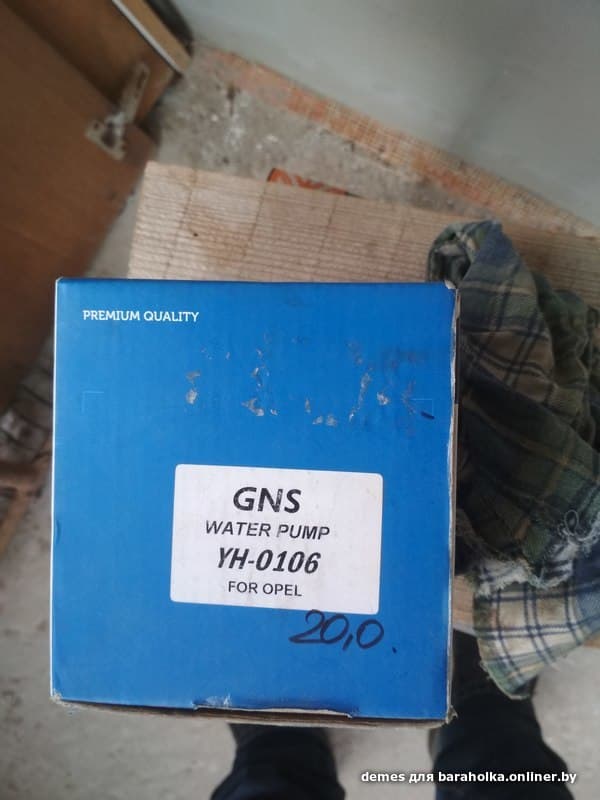 PREMIUM QUALITY
GNS
WATER PUMP
YH-0106
FOR OPEL
20,0
demes для baraholka.onliner.by